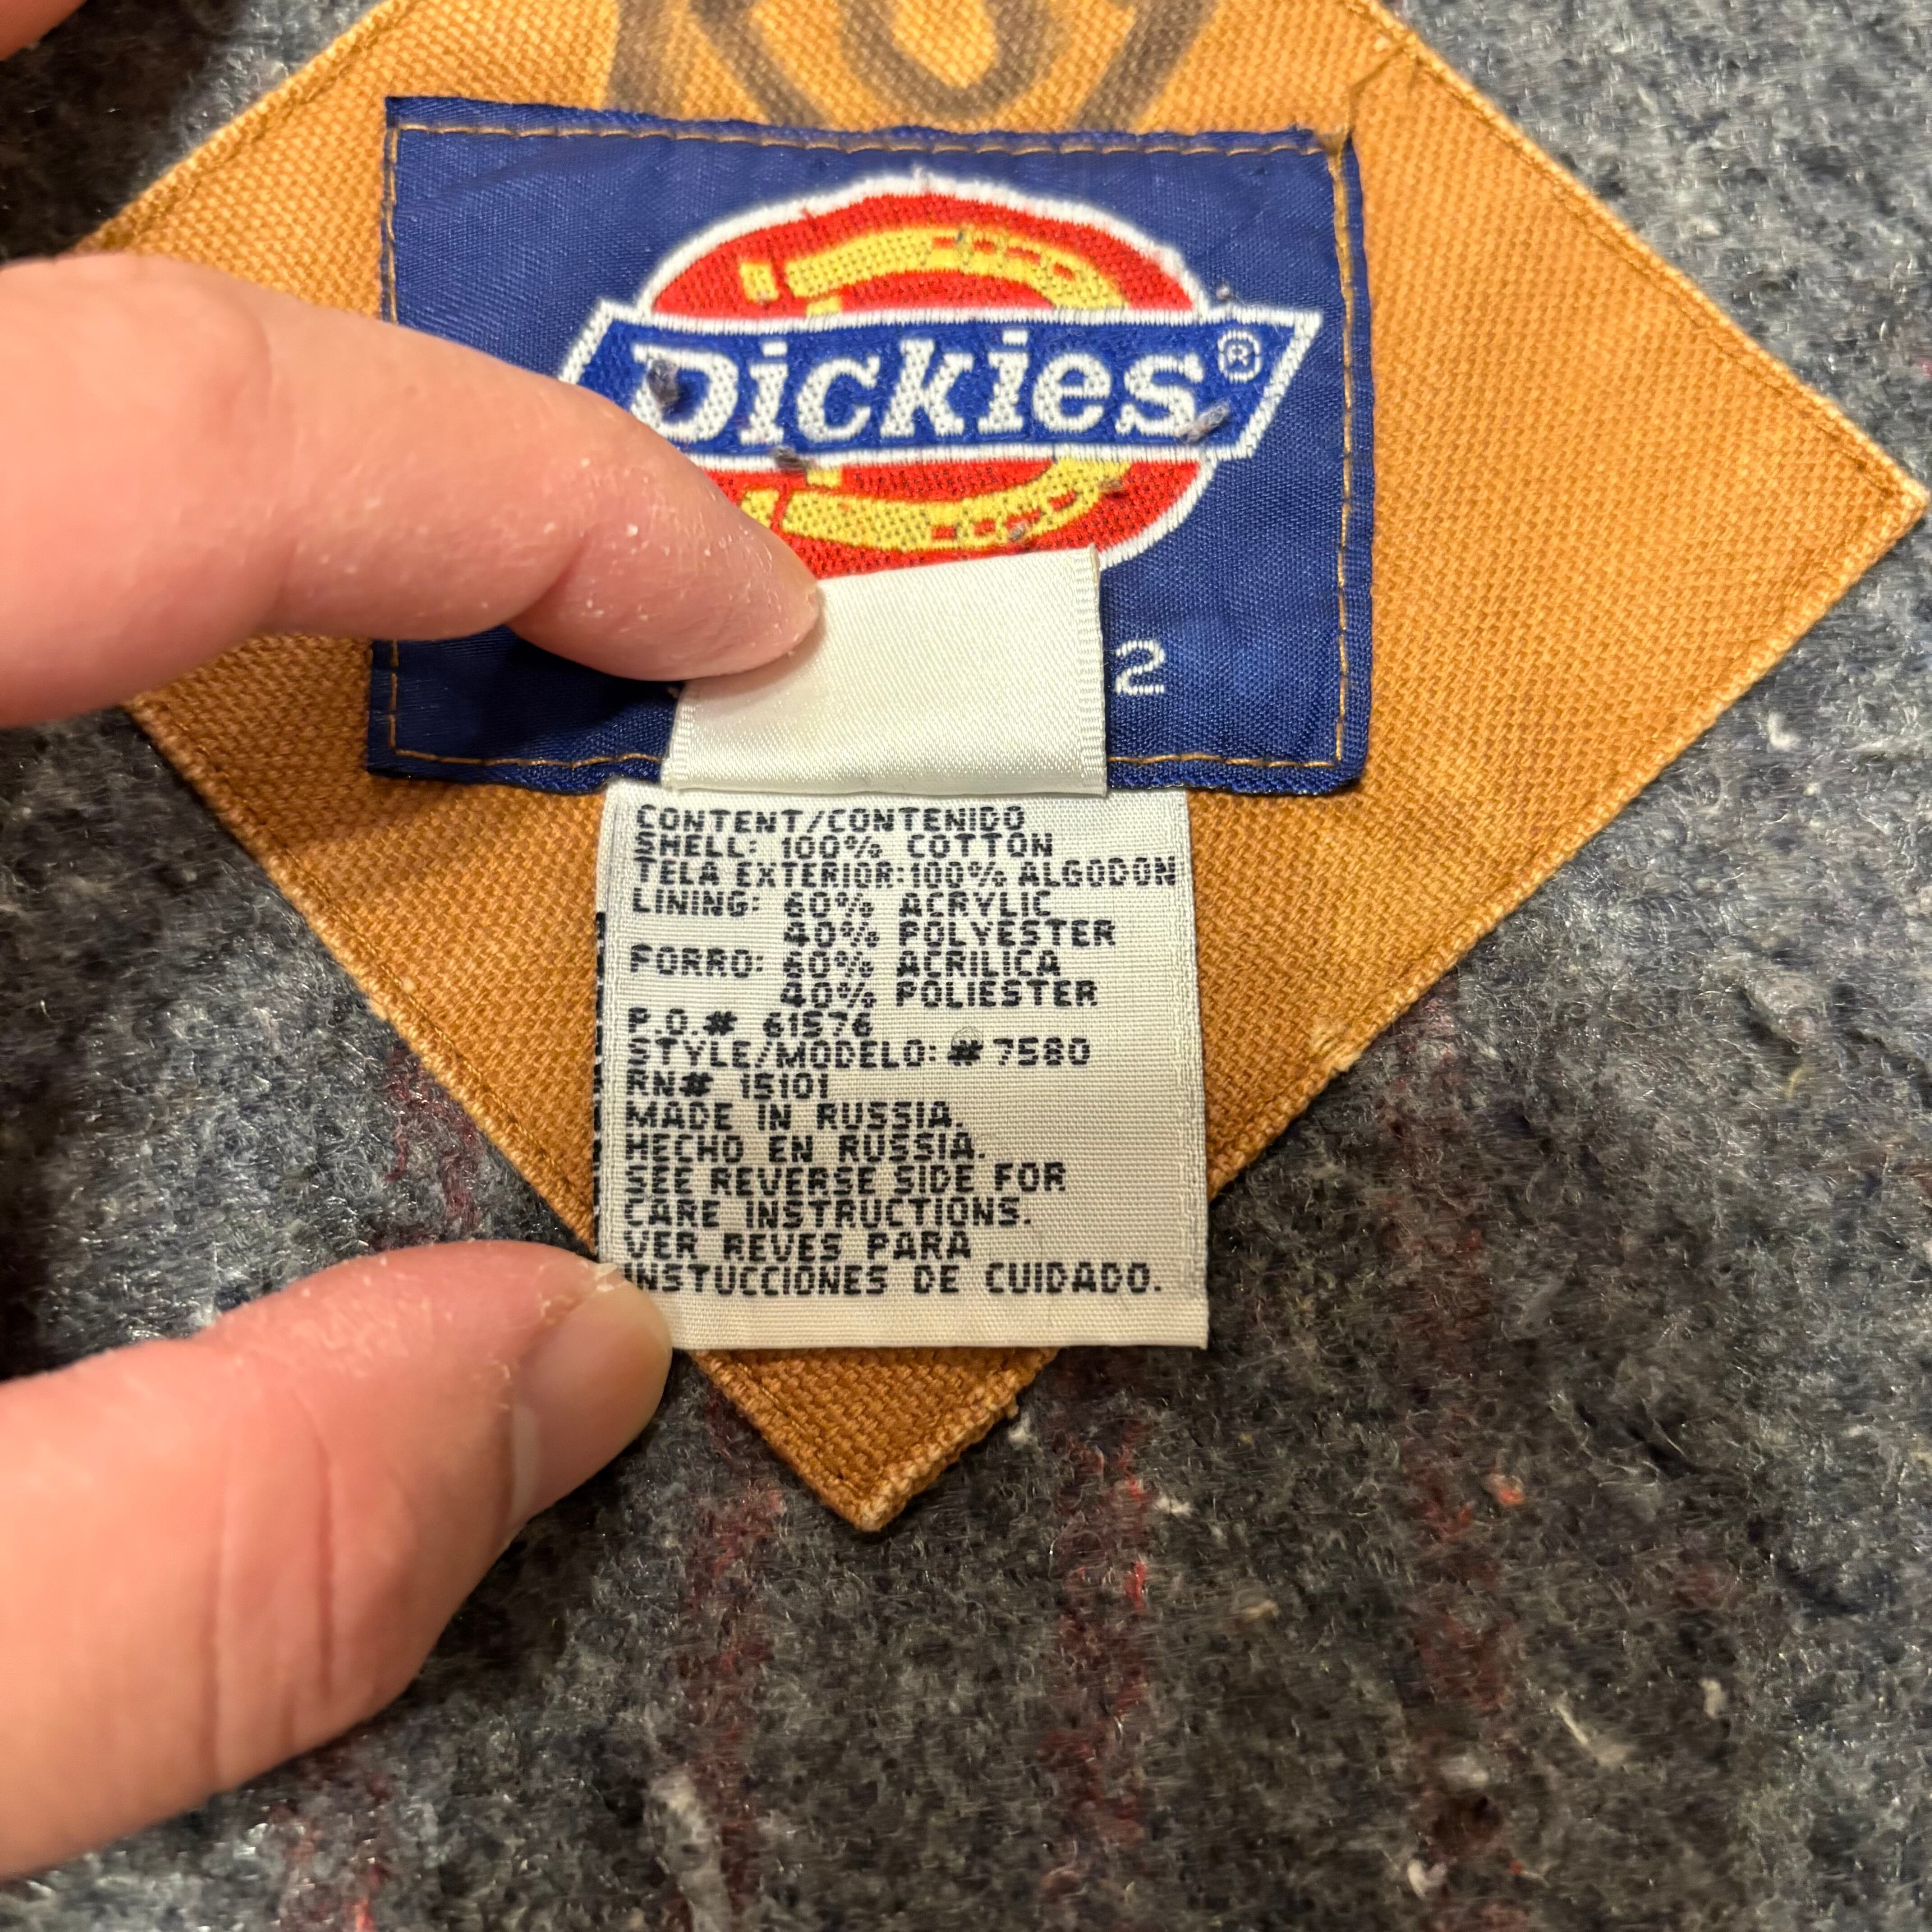 Dickies®
2
CONTENT/CONTENIDO
SHELL: 100% COTTON
TELA EXTERIOR:100% ALGODON
LINING: 60% ACRYLIC
40% POLYESTER
FORRO: 60% ACRILICA
40% POLIESTER
P.O.# 61576
STYLE/MODELO: #7580
RN# 15101
MADE IN RUSSIA.
HECHO EN RUSSIA.
SEE REVERSE SIDE FOR
CARE INSTRUCTIONS.
VER REVES PARA
INSTUCCIONES DE CUIDADO.